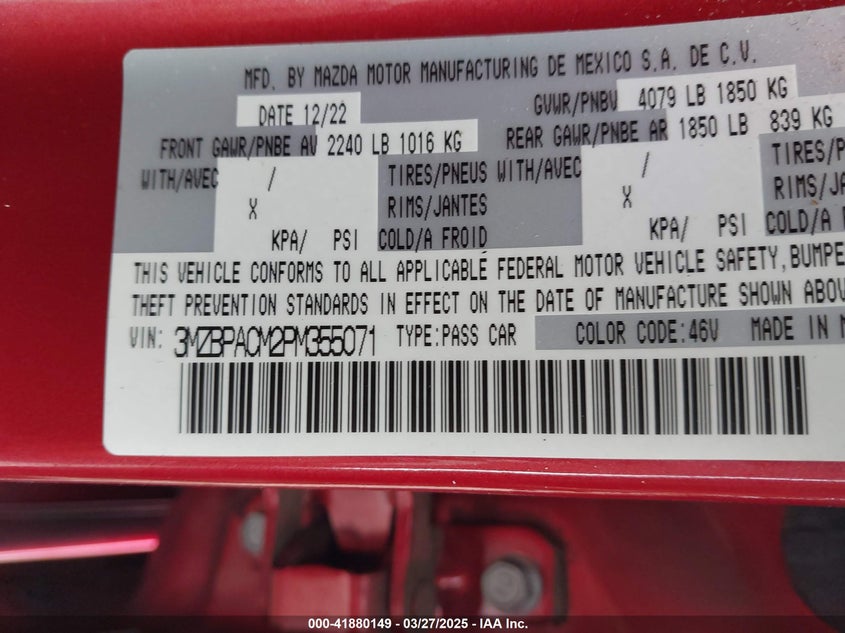 MFD. BY MAZDA MOTOR MANUFACTURING DE MEXICO S.A. DE C.V.
DATE 12/22 GVWR/PNBV 4079 LB 1850 KG
FRONT GAWR/PNBE AV 2240 LB 1016 KG REAR GAWR/PNBE AR 1850 LB 839 KG
WITH/AVEC / TIRES/PNEUS WITH/AVEC / TIRES/P
X RIMS/JANTES X RIMS/JA
KPA/ PSI COLD/A FROID KPA/ PSI COLD/A F
THIS VEHICLE CONFORMS TO ALL APPLICABLE FEDERAL MOTOR VEHICLE SAFETY, BUMPE
THEFT PREVENTION STANDARDS IN EFFECT ON THE DATE OF MANUFACTURE SHOWN ABOV
VIN: 3MZBPACM2PM355071 TYPE:PASS CAR COLOR CODE:46V MADE IN M
000-41880149 — 03/27/2025 — IAA Inc.